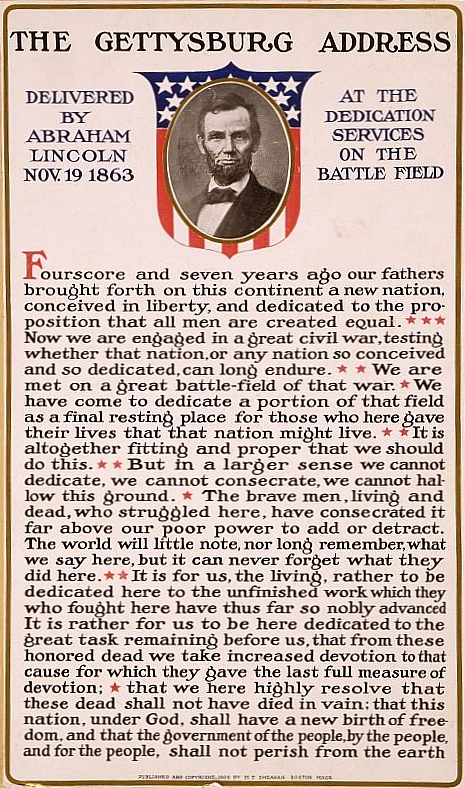 THE GETTYSBURG ADDRESS
DELIVERED
BY
ABRAHAM
LINCOLN
NOV. 19 1863
AT THE
DEDICATION
SERVICES
ON THE
BATTLE FIELD
Fourscore and seven years ago our fathers
brought forth on this continent a new nation,
conceived in liberty, and dedicated to the pro-
position that all men are created equal. ★★★
Now we are engaged in a great civil war, testing
whether that nation, or any nation so conceived
and so dedicated, can long endure. ★ ★ We are
met on a great battle-field of that war. ★ We
have come to dedicate a portion of that field
as a final resting place for those who here gave
their lives that that nation might live. ★ ★ It is
altogether fitting and proper that we should
do this. ★ ★ But in a larger sense we cannot
dedicate, we cannot consecrate, we cannot hal-
low this ground. ★ The brave men, living and
dead, who struggled here, have consecrated it
far above our poor power to add or detract.
The world will little note, nor long remember, what
we say here, but it can never forget what they
did here. ★★ It is for us, the living, rather to be
dedicated here to the unfinished work which they
who fought here have thus far so nobly advanced
It is rather for us to be here dedicated to the
great task remaining before us, that from these
honored dead we take increased devotion to that
cause for which they gave the last full measure of
devotion; ★ that we here highly resolve that
these dead shall not have died in vain; that this
nation, under God, shall have a new birth of free-
dom, and that the government of the people, by the people,
and for the people, shall not perish from the earth
PUBLISHED AND COPYRIGHT, 1905 BY M. T. SHEAHAN BOSTON, MASS.